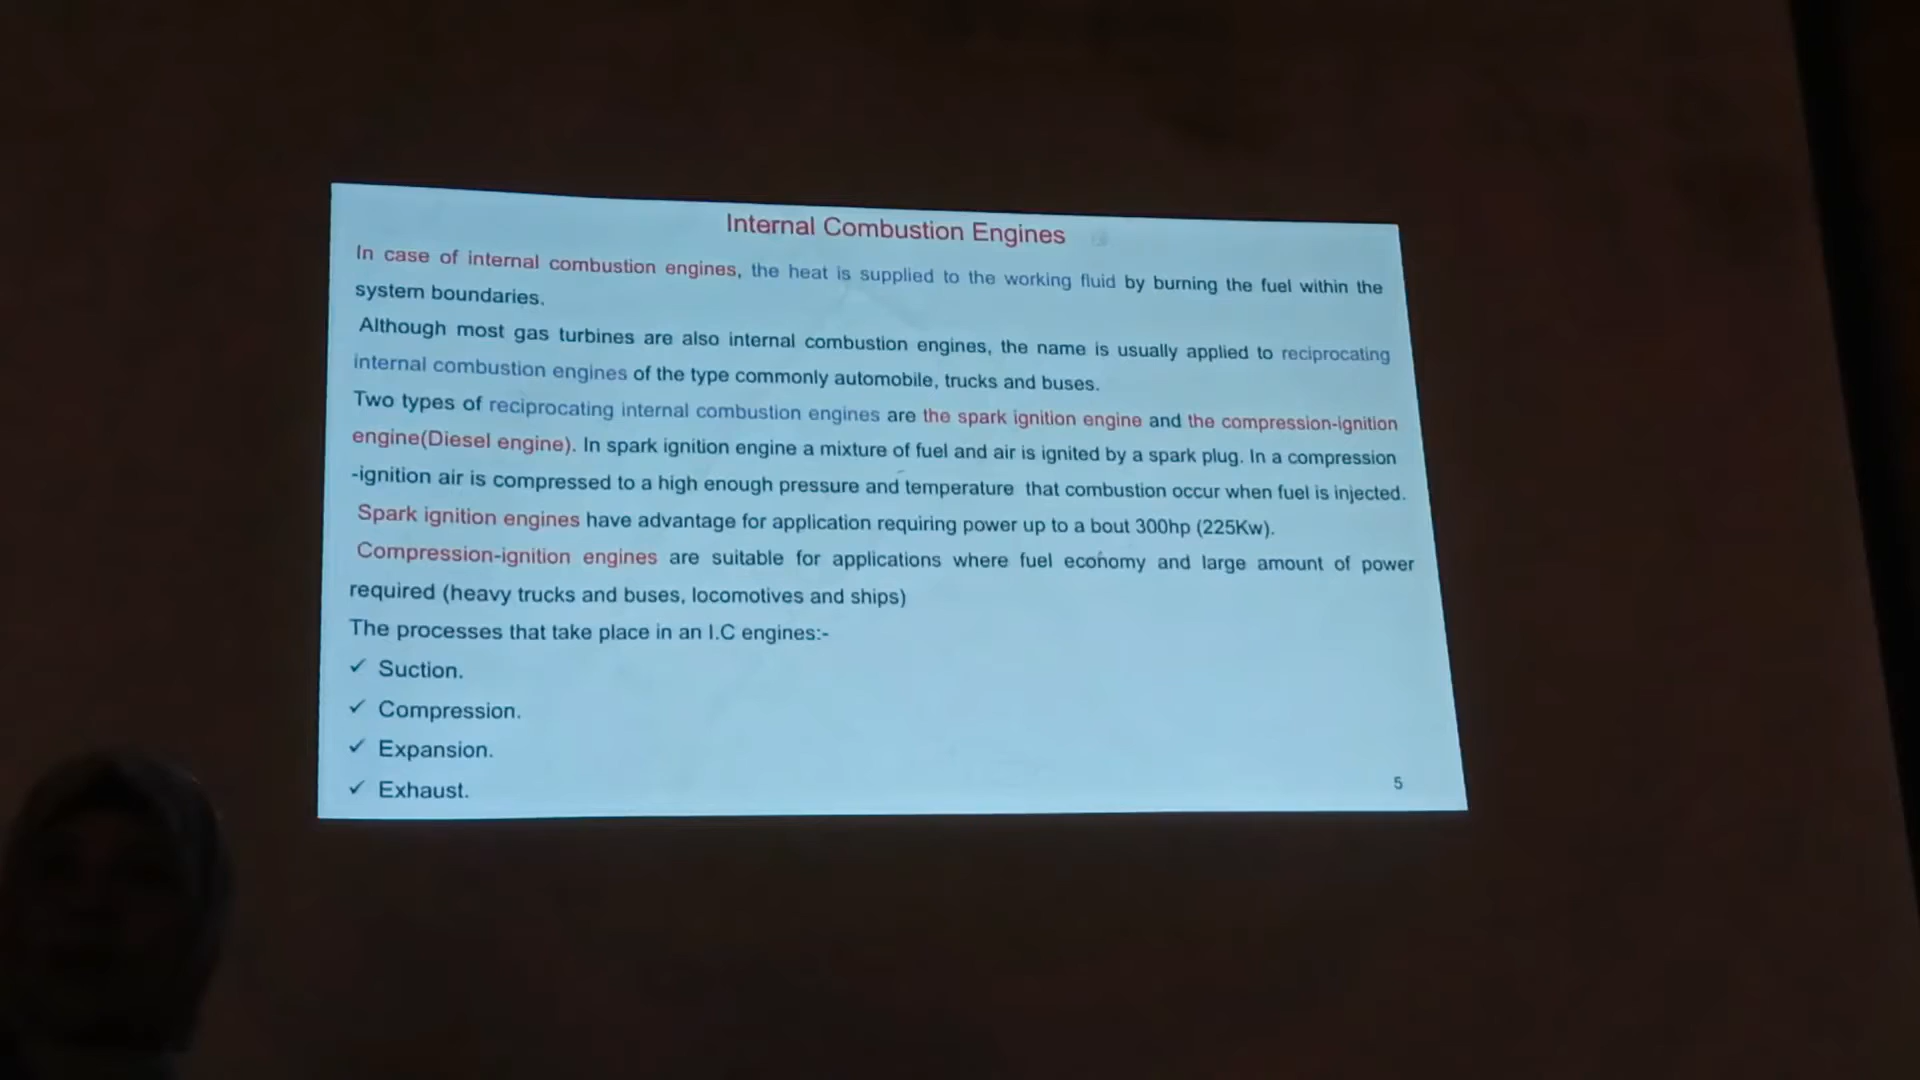 Internal Combustion Engines
In case of internal combustion engines, the heat is supplied to the working fluid by burning the fuel within the
system boundaries.
Although most gas turbines are also internal combustion engines, the name is usually applied to reciprocating
internal combustion engines of the type commonly automobile, trucks and buses.
Two types of reciprocating internal combustion engines are the spark ignition engine and the compression-ignition
engine(Diesel engine). In spark ignition engine a mixture of fuel and air is ignited by a spark plug. In a compression
-ignition air is compressed to a high enough pressure and temperature that combustion occur when fuel is injected.
Spark ignition engines have advantage for application requiring power up to a bout 300hp (225Kw).
Compression-ignition engines are suitable for applications where fuel economy and large amount of power
required (heavy trucks and buses, locomotives and ships)
The processes that take place in an I.C engines:-
✓ Suction.
✓ Compression.
✓ Expansion.
✓ Exhaust.
5